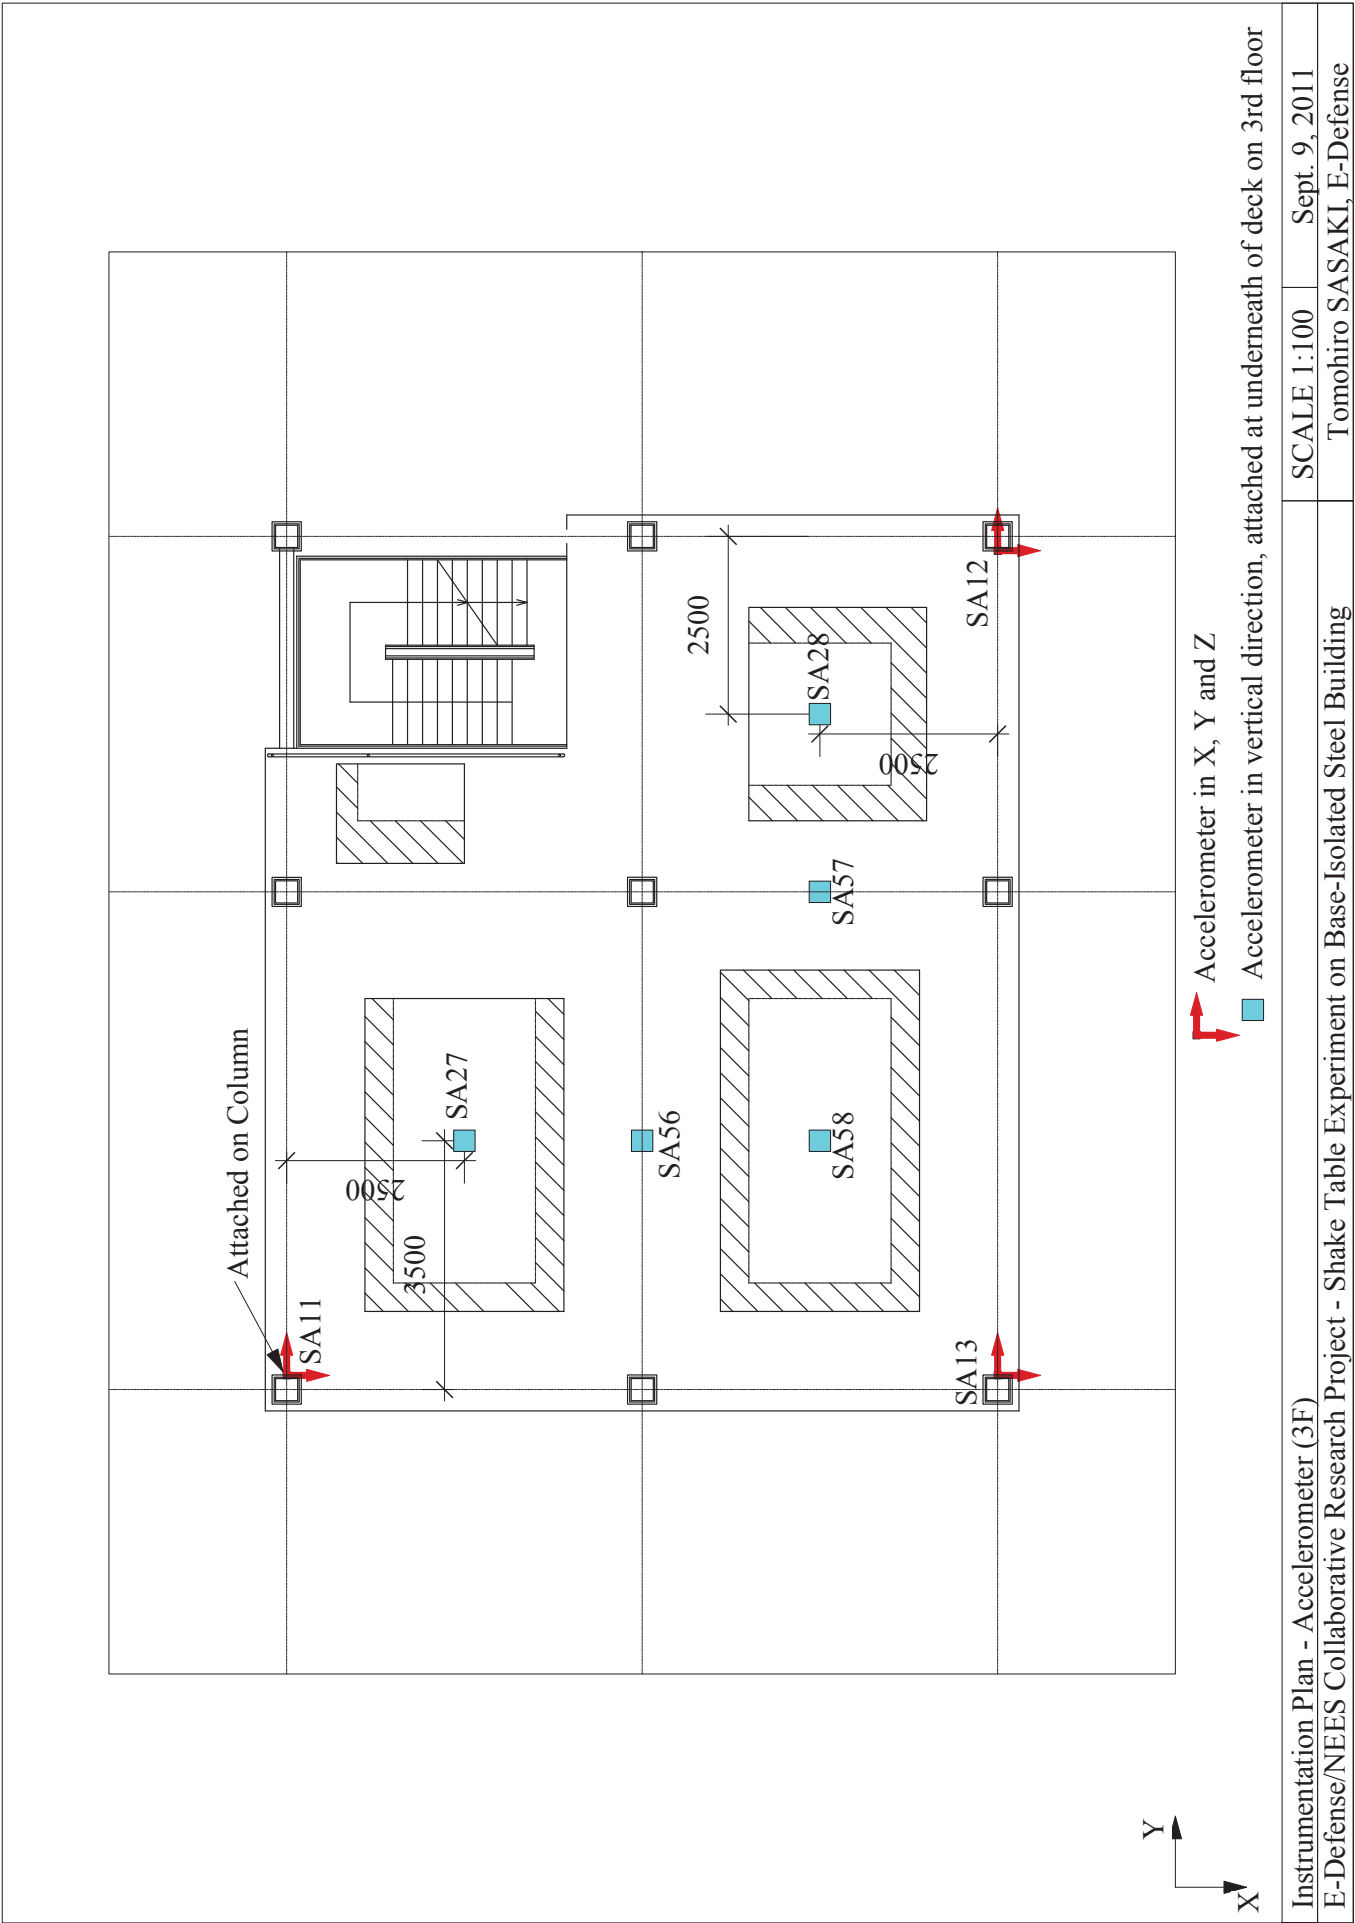 Attached on Column
SA11
2500
3500
SA27
SA56
SA58
SA57
2500
SA28
2500
SA12
SA13
Accelerometer in X, Y and Z
Accelerometer in vertical direction, attached at underneath of deck on 3rd floor
Y
X
Instrumentation Plan - Accelerometer (3F)
SCALE 1:100
Sept. 9, 2011
E-Defense/NEES Collaborative Research Project - Shake Table Experiment on Base-Isolated Steel Building
Tomohiro SASAKI, E-Defense